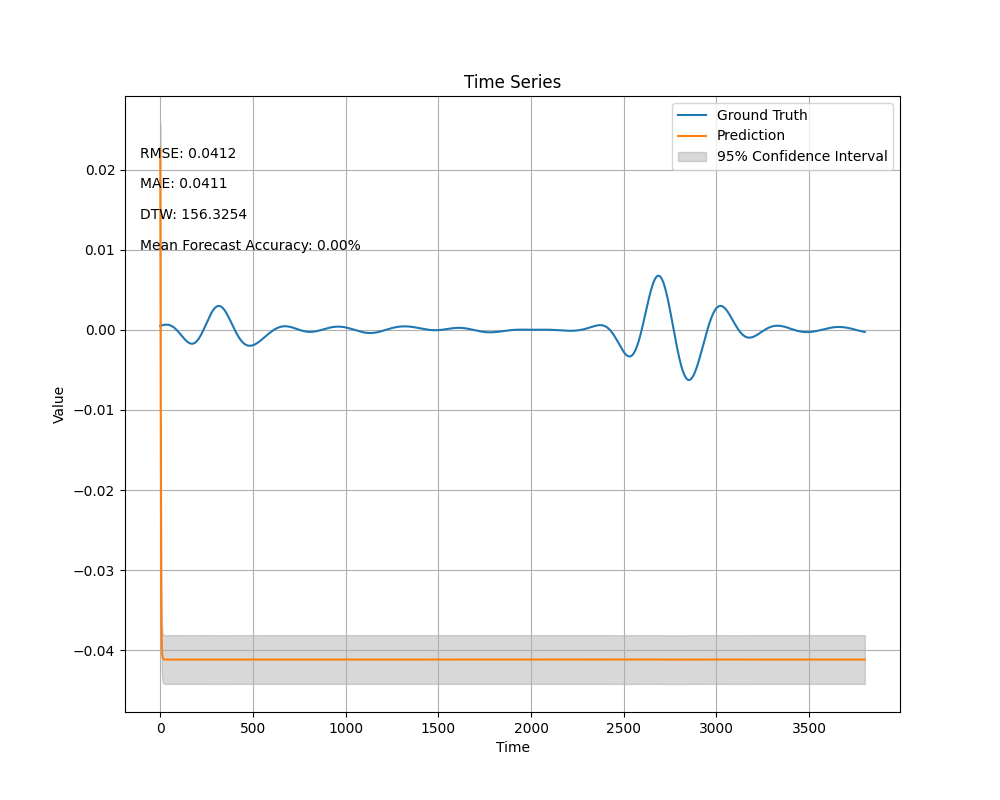 Time Series
Ground Truth
Prediction
95% Confidence Interval
RMSE: 0.0412
MAE: 0.0411
DTW: 156.3254
Mean Forecast Accuracy: 0.00%
Value
0.02
0.01
0.00
−0.01
−0.02
−0.03
−0.04
0 500 1000 1500 2000 2500 3000 3500
Time